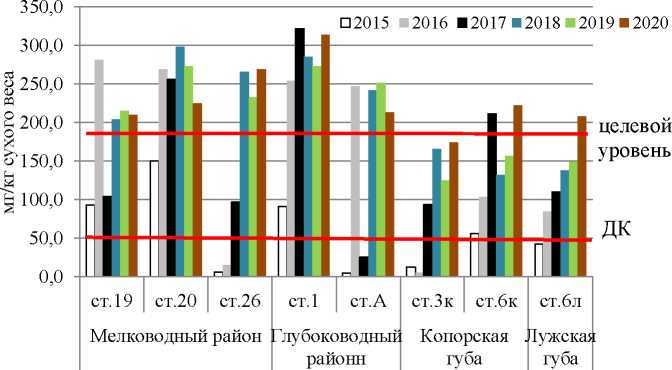 350,0
300,0
250,0
200,0
150,0
100,0
50,0
0,0
мг/кг сухого веса
2015 2016 2017 2018 2019 2020
целевой
уровень
ДК
ст.19 ст.20 ст.26 ст.1 ст.А ст.3к ст.6к ст.6л
Мелководный район Глубоководный Копорская Лужская
районн губа губа